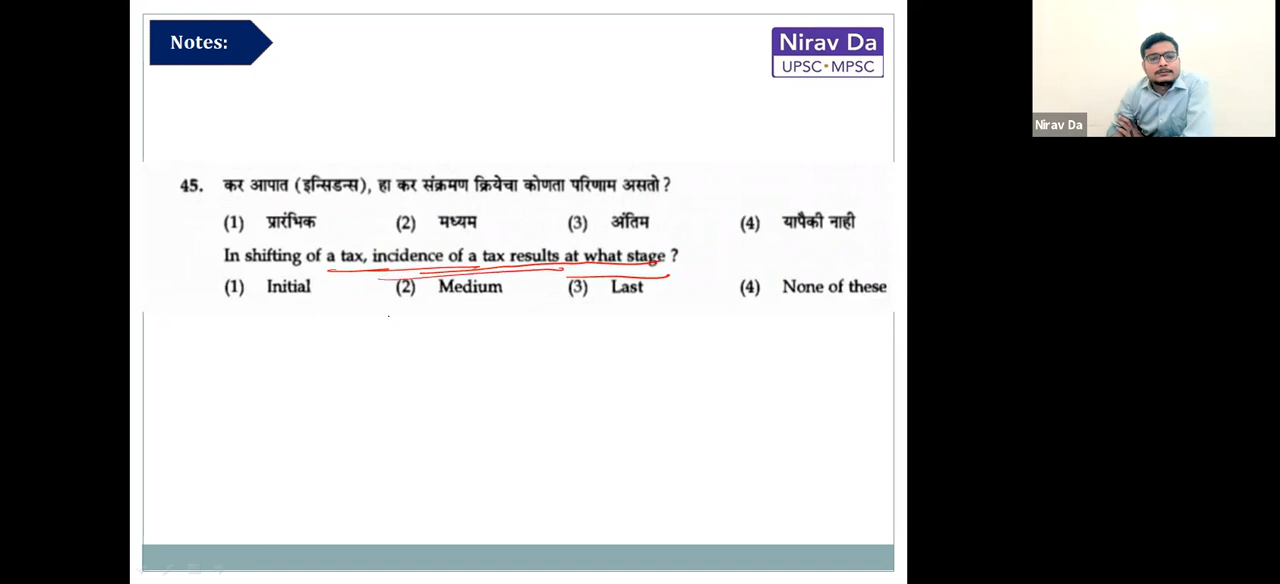 Notes:
Nirav Da
UPSC•MPSC
Nirav Da
45. कर आपात (इन्सिडन्स), हा कर संक्रमण क्रियेचा कोणता परिणाम असतो ?
(1) प्रारंभिक (2) मध्यम (3) अंतिम (4) यापैकी नाही
In shifting of a tax, incidence of a tax results at what stage ?
(1) Initial (2) Medium (3) Last (4) None of these